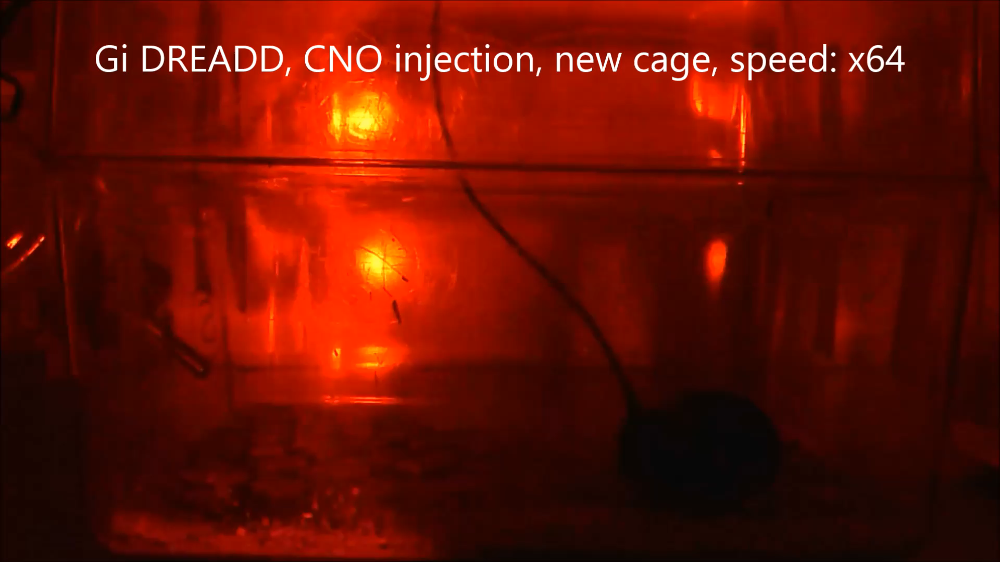 Gi DREADD, CNO injection, new cage, speed: x64